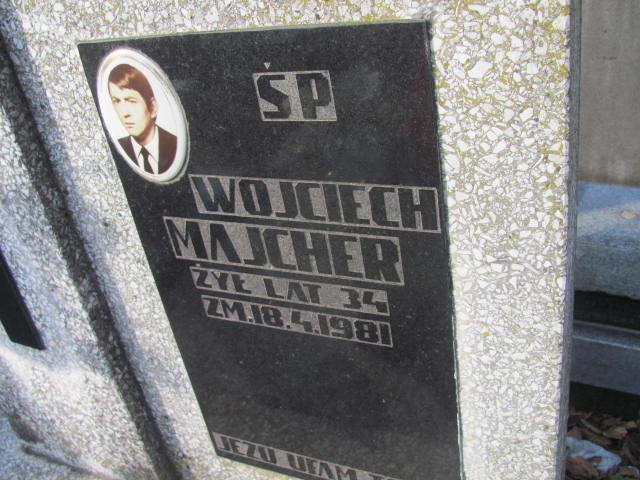 ŚP
WOJCIECH
MAJCHER
ŻYŁ LAT 34
ZM.18.4.1981
JEZU UFAM